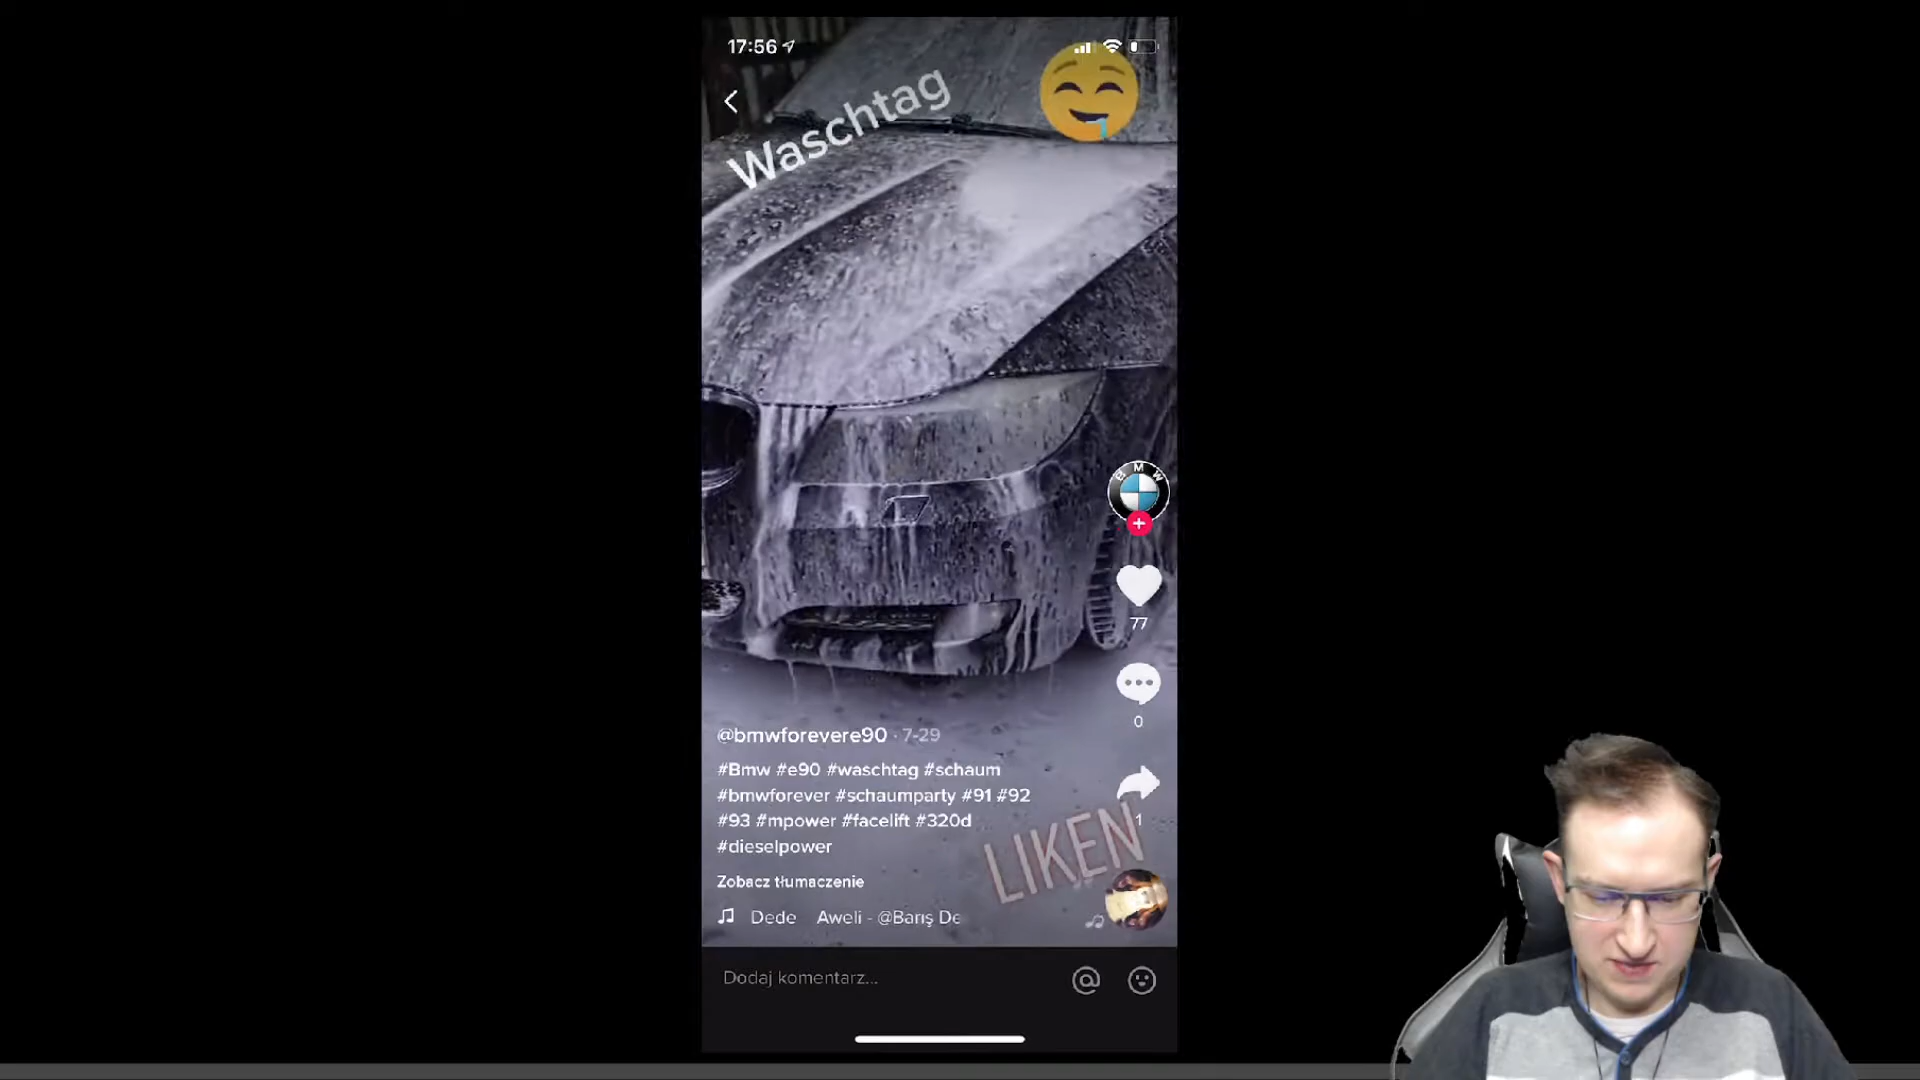 17:56
Waschtag
BMW
77
0
@bmwforevere90 · 7-29
#Bmw #e90 #waschtag #schaum
#bmwforever #schaumparty #91 #92
#93 #mpower #facelift #320d
#dieselpower
1
LIKEN
Zobacz tłumaczenie
Dede Aweli - @Barış De
Dodaj komentarz...